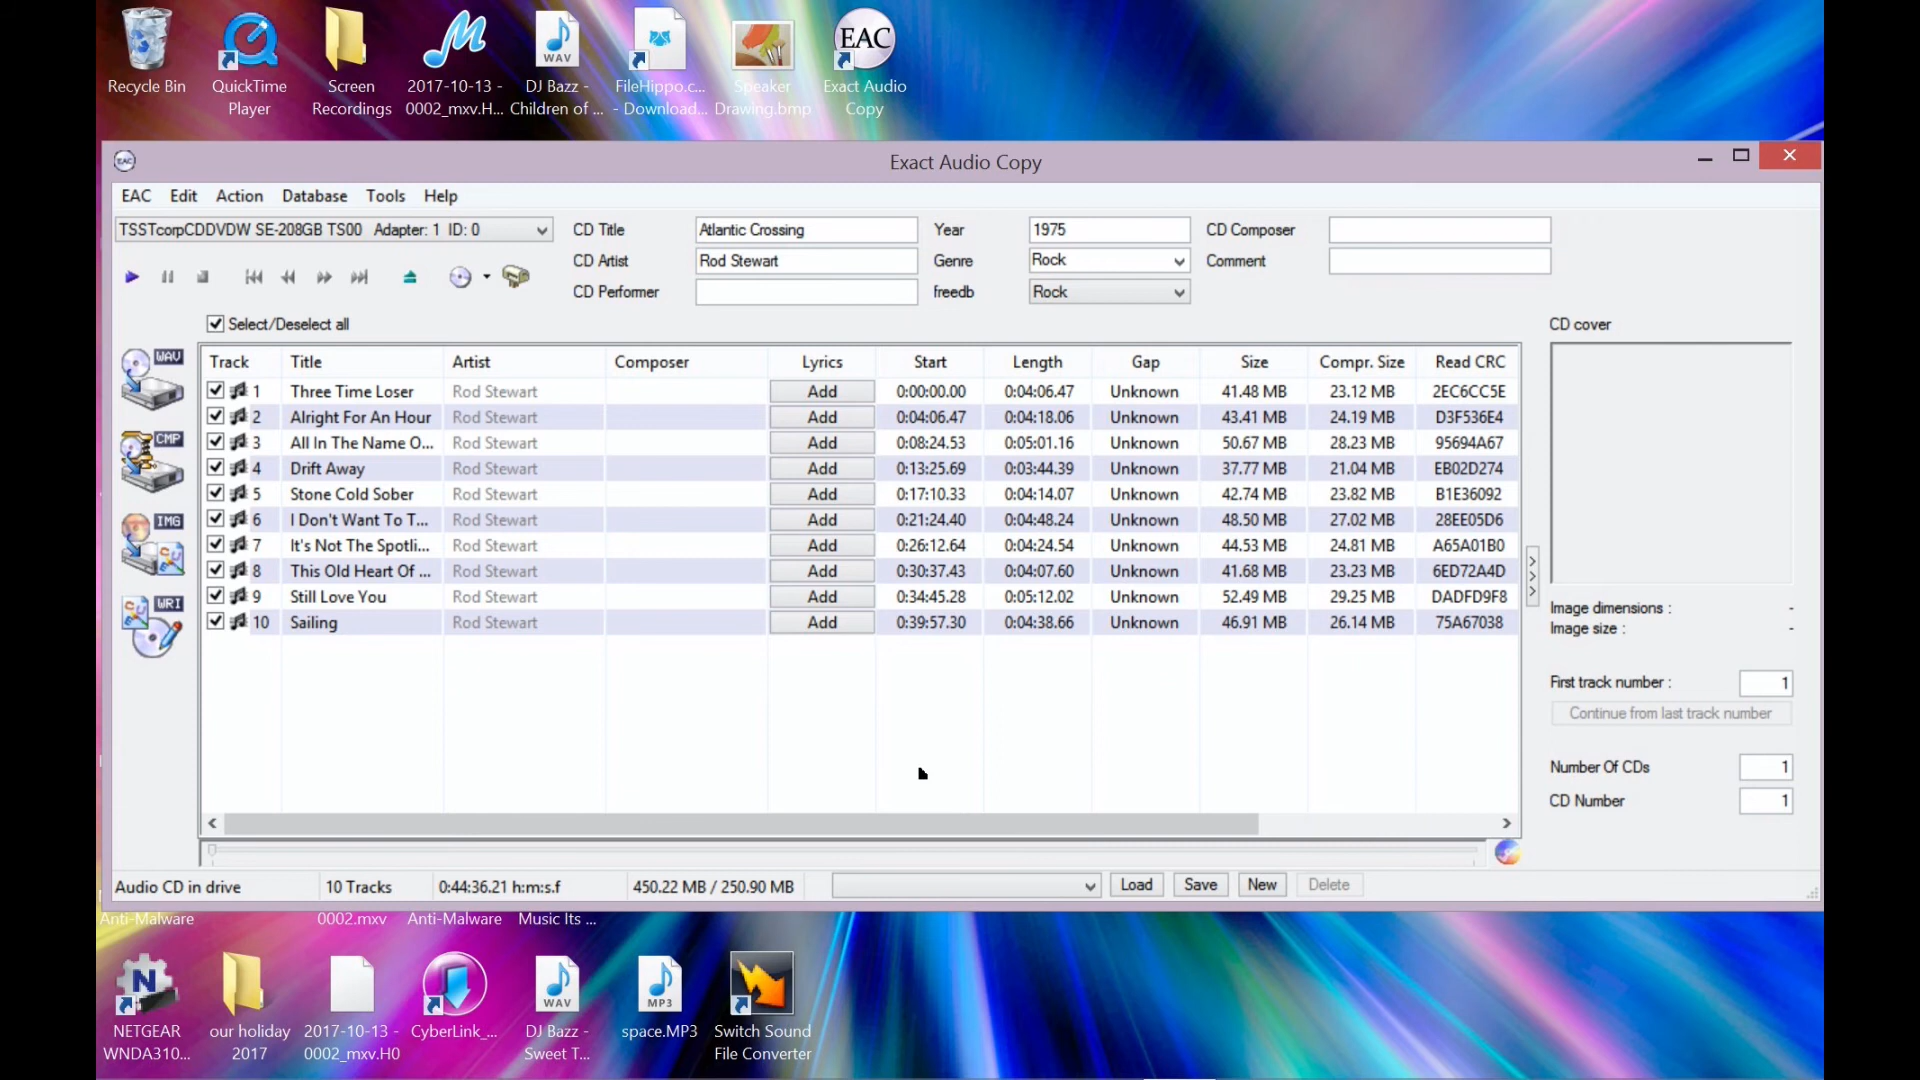 Recycle Bin
QuickTime
Player
Screen
Recordings
2017-10-13 -
0002_mxv.H...
DJ Bazz -
Children of ...
WAV
FileHippo.c...
- Download...
Speaker
Drawing.bmp
EAC
Exact Audio
Copy
EAC
Exact Audio Copy
EAC Edit Action Database Tools Help
TSSTcorpCDDVDW SE-208GB TS00 Adapter: 1 ID: 0
CD Title Atlantic Crossing Year 1975 CD Composer
CD Artist Rod Stewart Genre Rock Comment
CD Performer freedb Rock
Select/Deselect all
CD cover
WAV
CMP
IMG
WRI
Track Title Artist Composer Lyrics Start Length Gap Size Compr. Size Read CRC
1 Three Time Loser Rod Stewart Add 0:00:00.00 0:04:06.47 Unknown 41.48 MB 23.12 MB 2EC6CC5E
2 Alright For An Hour Rod Stewart Add 0:04:06.47 0:04:18.06 Unknown 43.41 MB 24.19 MB D3F536E4
3 All In The Name O... Rod Stewart Add 0:08:24.53 0:05:01.16 Unknown 50.67 MB 28.23 MB 95694A67
4 Drift Away Rod Stewart Add 0:13:25.69 0:03:44.39 Unknown 37.77 MB 21.04 MB EB02D274
5 Stone Cold Sober Rod Stewart Add 0:17:10.33 0:04:14.07 Unknown 42.74 MB 23.82 MB B1E36092
6 I Don't Want To T... Rod Stewart Add 0:21:24.40 0:04:48.24 Unknown 48.50 MB 27.02 MB 28EE05D6
7 It's Not The Spotli... Rod Stewart Add 0:26:12.64 0:04:24.54 Unknown 44.53 MB 24.81 MB A65A01B0
8 This Old Heart Of ... Rod Stewart Add 0:30:37.43 0:04:07.60 Unknown 41.68 MB 23.23 MB 6ED72A4D
9 Still Love You Rod Stewart Add 0:34:45.28 0:05:12.02 Unknown 52.49 MB 29.25 MB DADFD9F8
10 Sailing Rod Stewart Add 0:39:57.30 0:04:38.66 Unknown 46.91 MB 26.14 MB 75A67038
Image dimensions : -
Image size : -
First track number : 1
Continue from last track number
Number Of CDs 1
CD Number 1
Audio CD in drive 10 Tracks 0:44:36.21 h:m:s.f 450.22 MB / 250.90 MB Load Save New Delete
Anti-Malware
0002.mxv
Anti-Malware
Music Its ...
N
NETGEAR
WNDA310...
our holiday
2017
2017-10-13 -
0002_mxv.H0
CyberLink_...
WAV
DJ Bazz -
Sweet T...
MP3
space.MP3
Switch Sound
File Converter